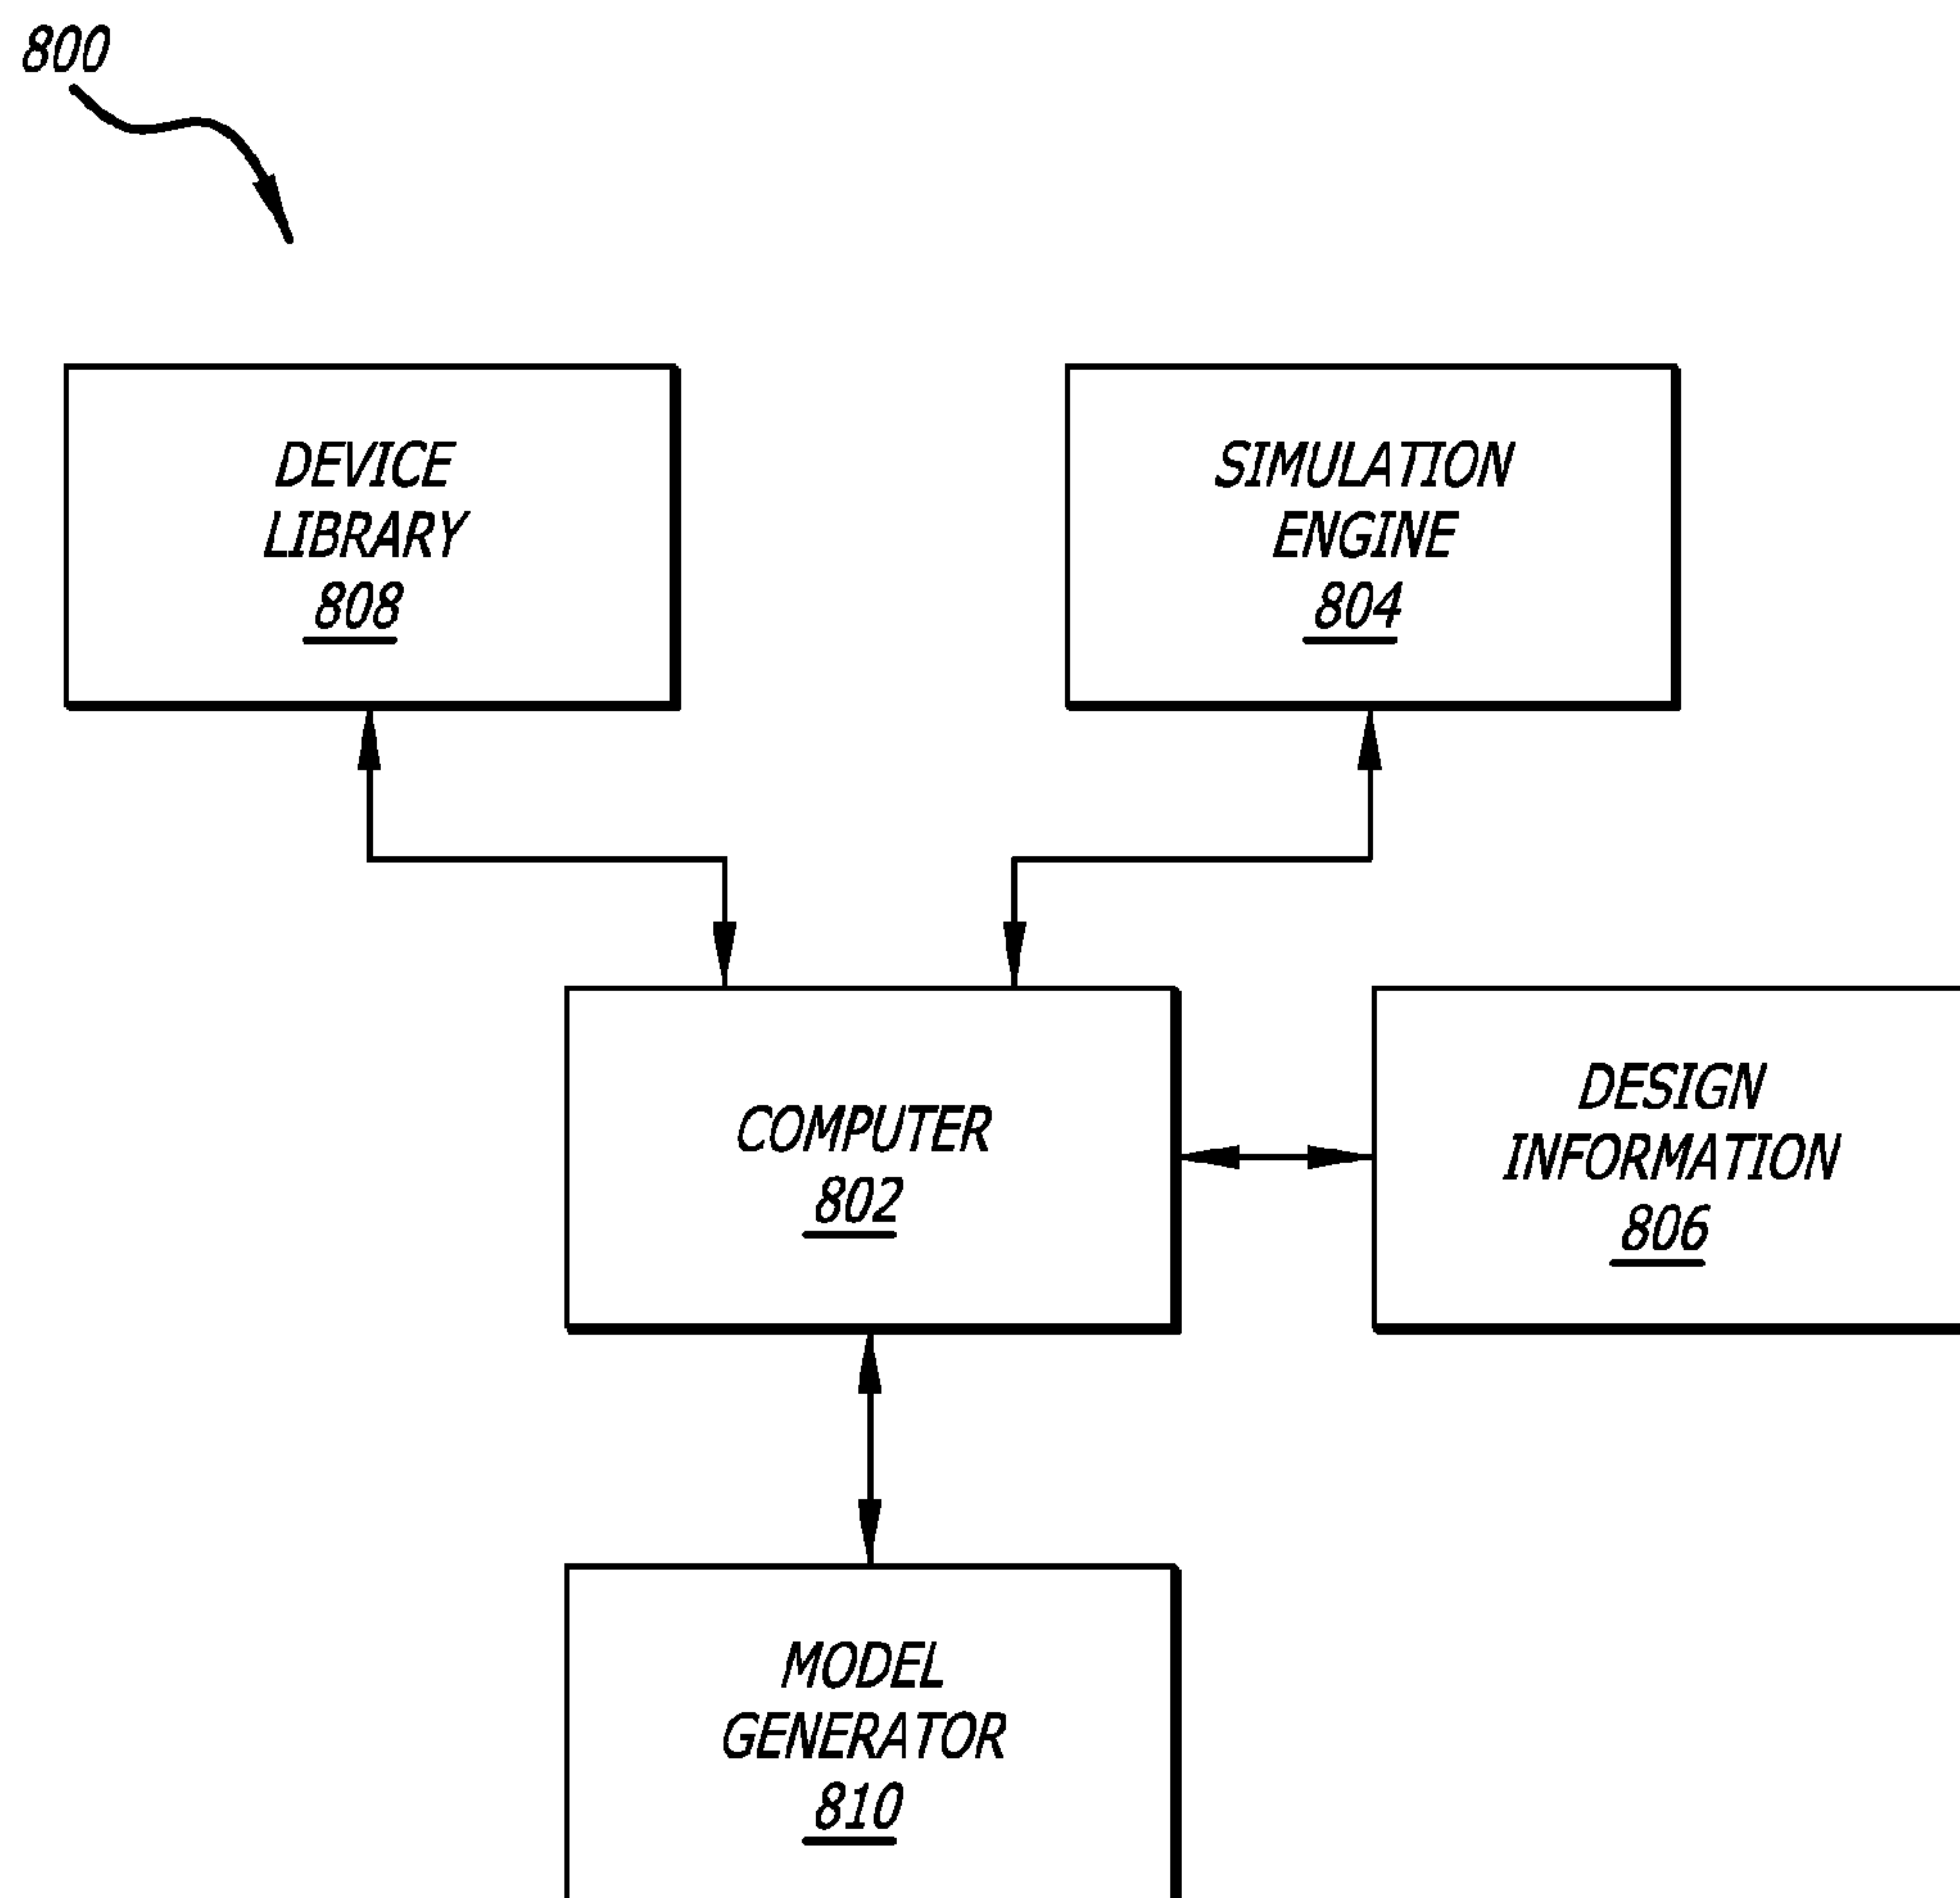 800
DEVICE
LIBRARY
808
SIMULATION
ENGINE
804
COMPUTER
802
DESIGN
INFORMATION
806
MODEL
GENERATOR
810